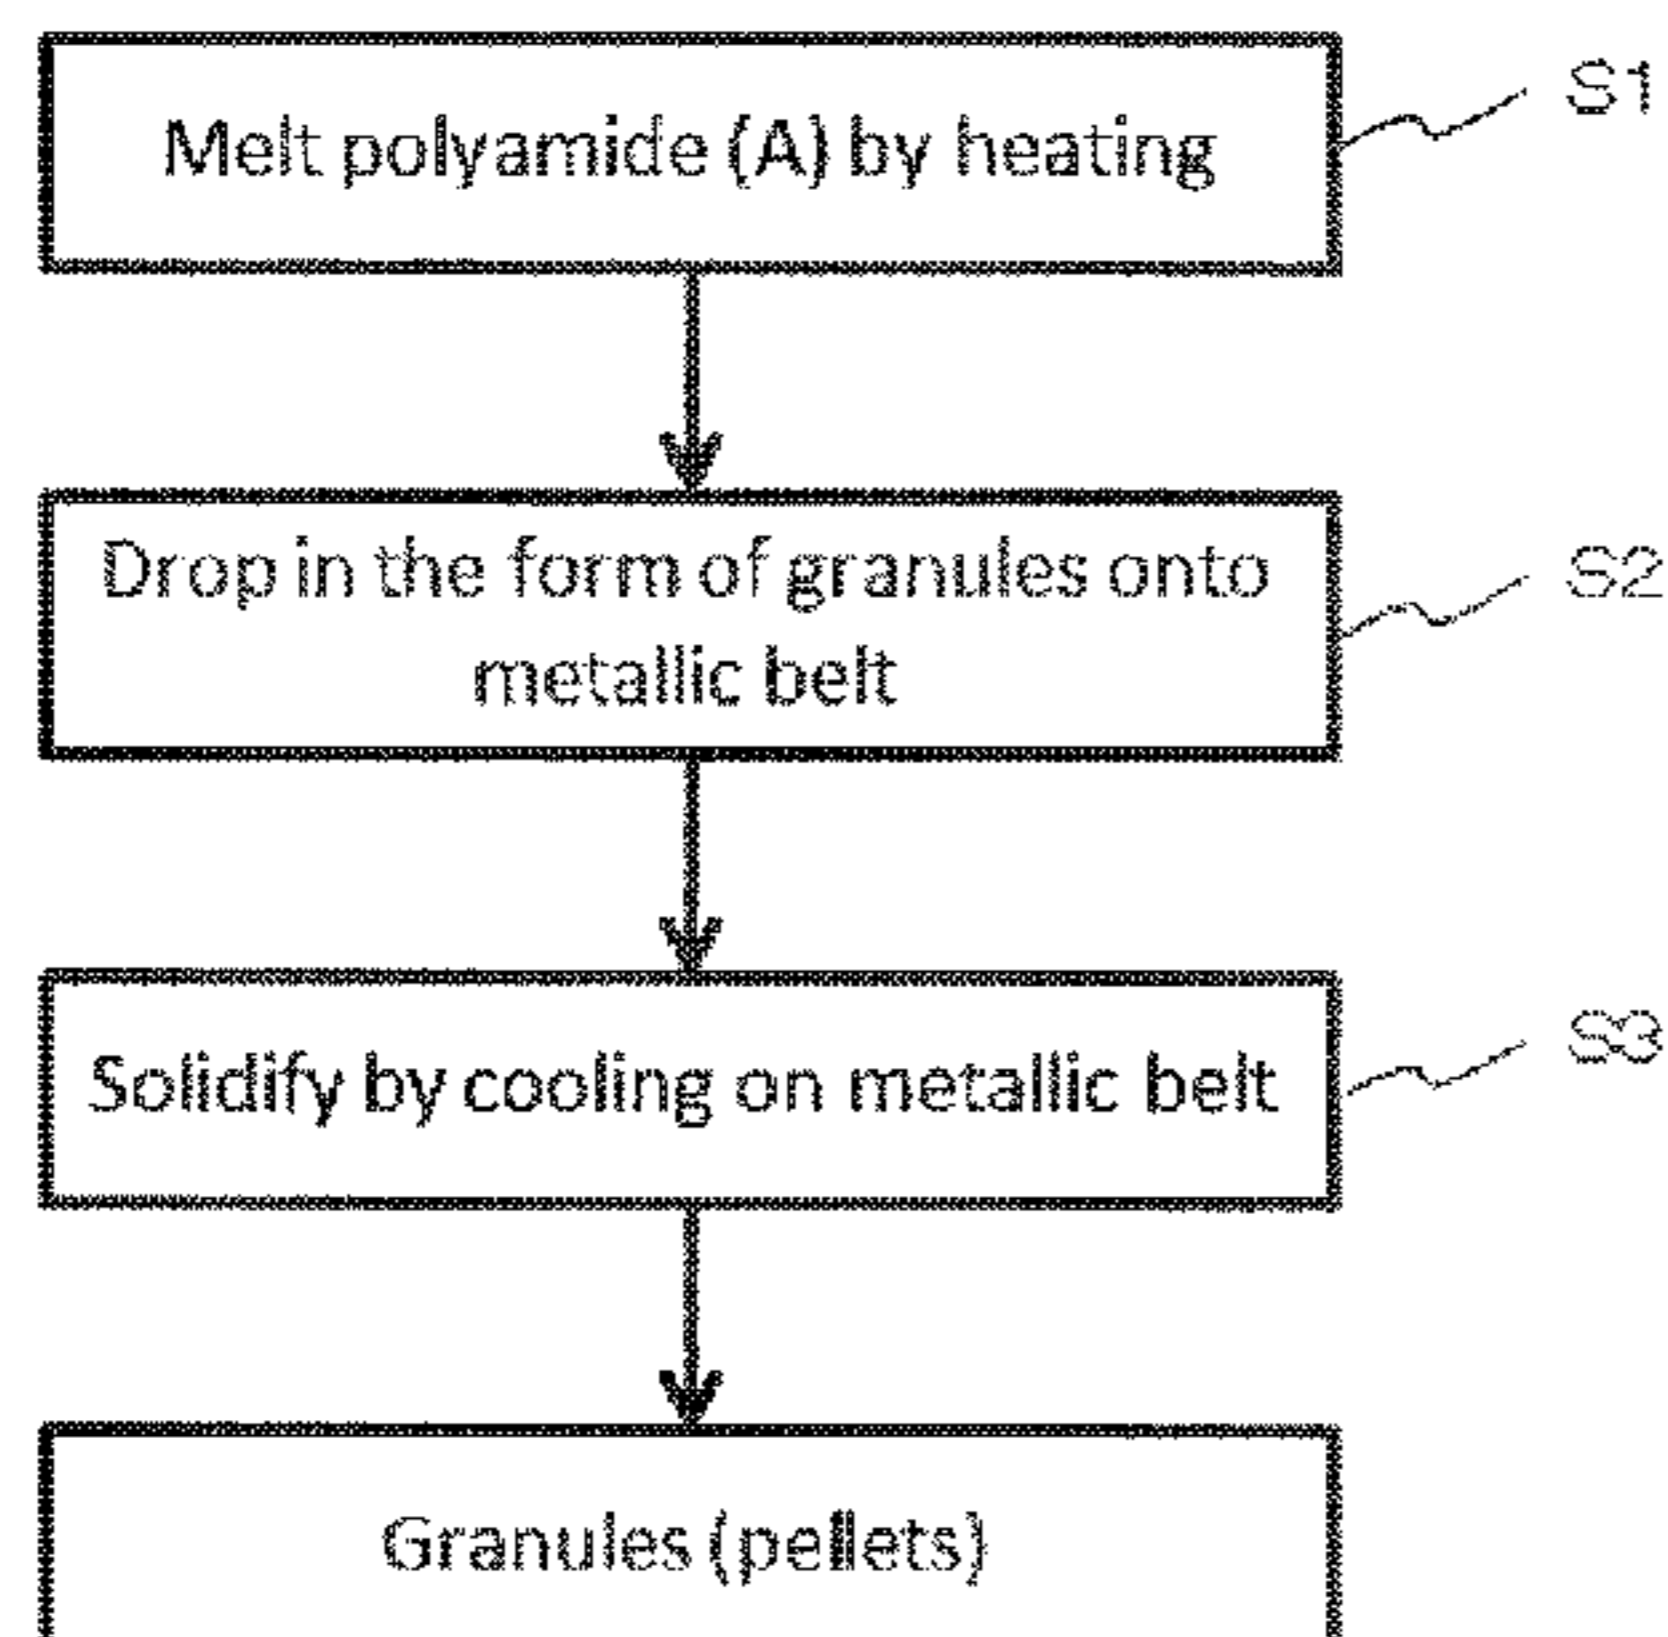 Melt polyamide (A) by heating
S1
Drop in the form of granules onto
metallic belt
S2
Solidify by cooling on metallic belt
S3
Granules (pellets)